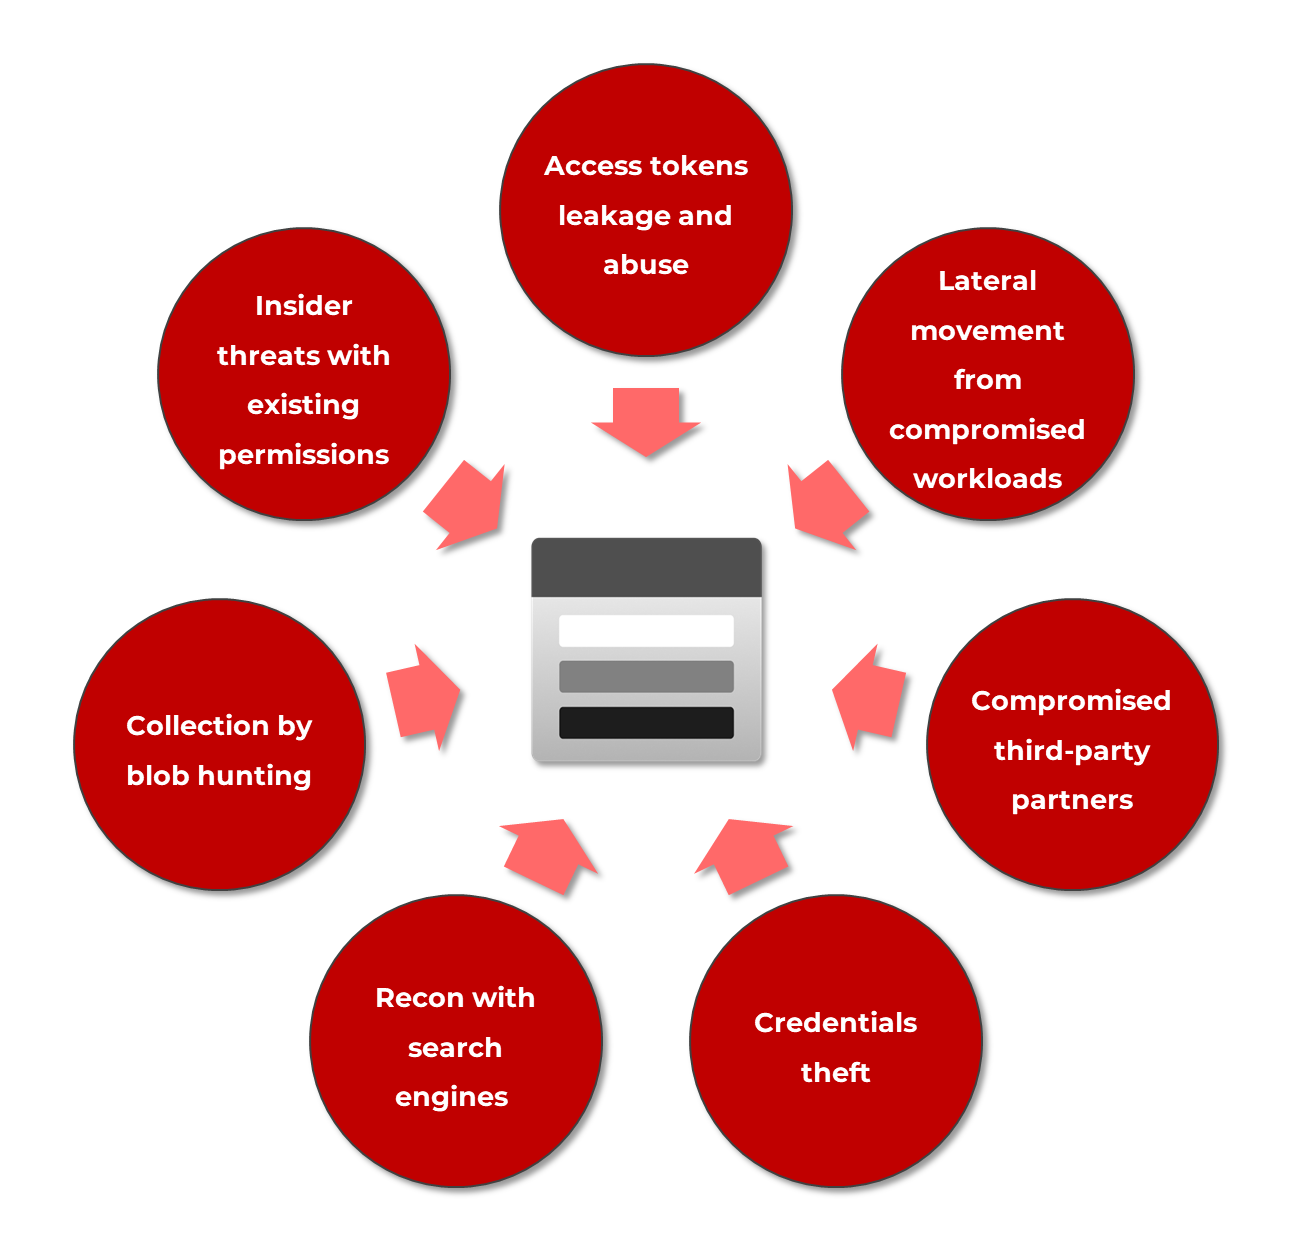 Access tokens
leakage and
abuse
Lateral
movement
from
compromised
workloads
Compromised
third-party
partners
Credentials
theft
Recon with
search
engines
Collection by
blob hunting
Insider
threats with
existing
permissions